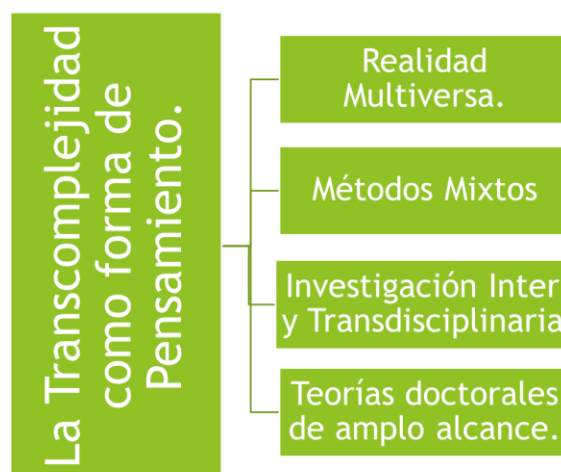 La Transcomplejidad
como forma de
Pensamiento.
Realidad
Multiversa.
Métodos Mixtos
Investigación Inter
y Transdisciplinaria
Teorías doctorales
de amplo alcance.